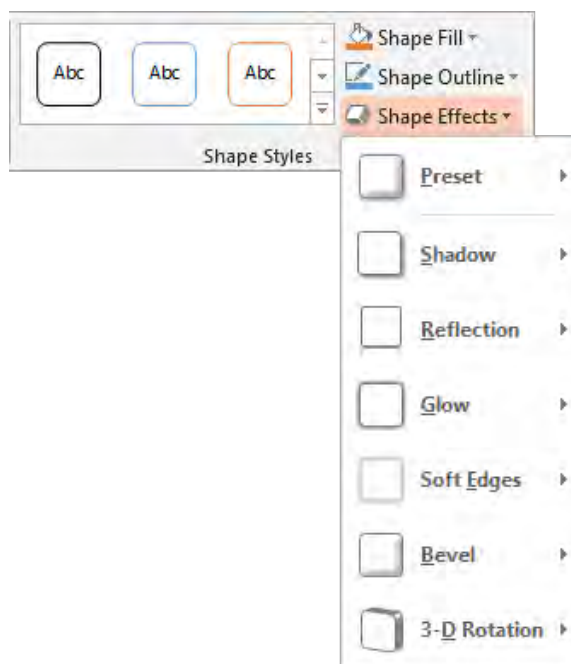 Abc Abc Abc
Shape Fill
Shape Outline
Shape Effects
Shape Styles
Preset
Shadow
Reflection
Glow
Soft Edges
Bevel
3-D Rotation